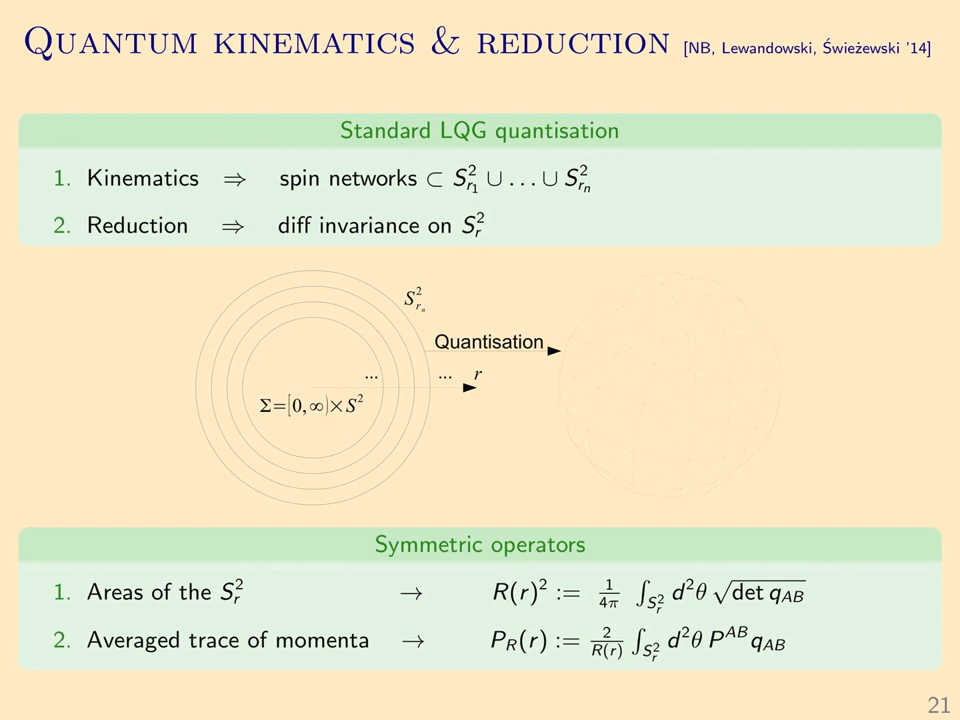 Quantum kinematics & reduction [NB, Lewandowski, Świeżewski '14]
Standard LQG quantisation
1. Kinematics ⇒ spin networks ⊂ S²_{r₁} ∪ ... ∪ S²_{rₙ}
2. Reduction ⇒ diff invariance on S²_r
S²_{rₙ}
Quantisation
... ... r
Σ=[0,∞)×S²
Symmetric operators
1. Areas of the S²_r → R(r)² := 1/4π ∫_{S²_r} d²θ √det q_{AB}
2. Averaged trace of momenta → P_R(r) := 2/R(r) ∫_{S²_r} d²θ P^{AB} q_{AB}
21